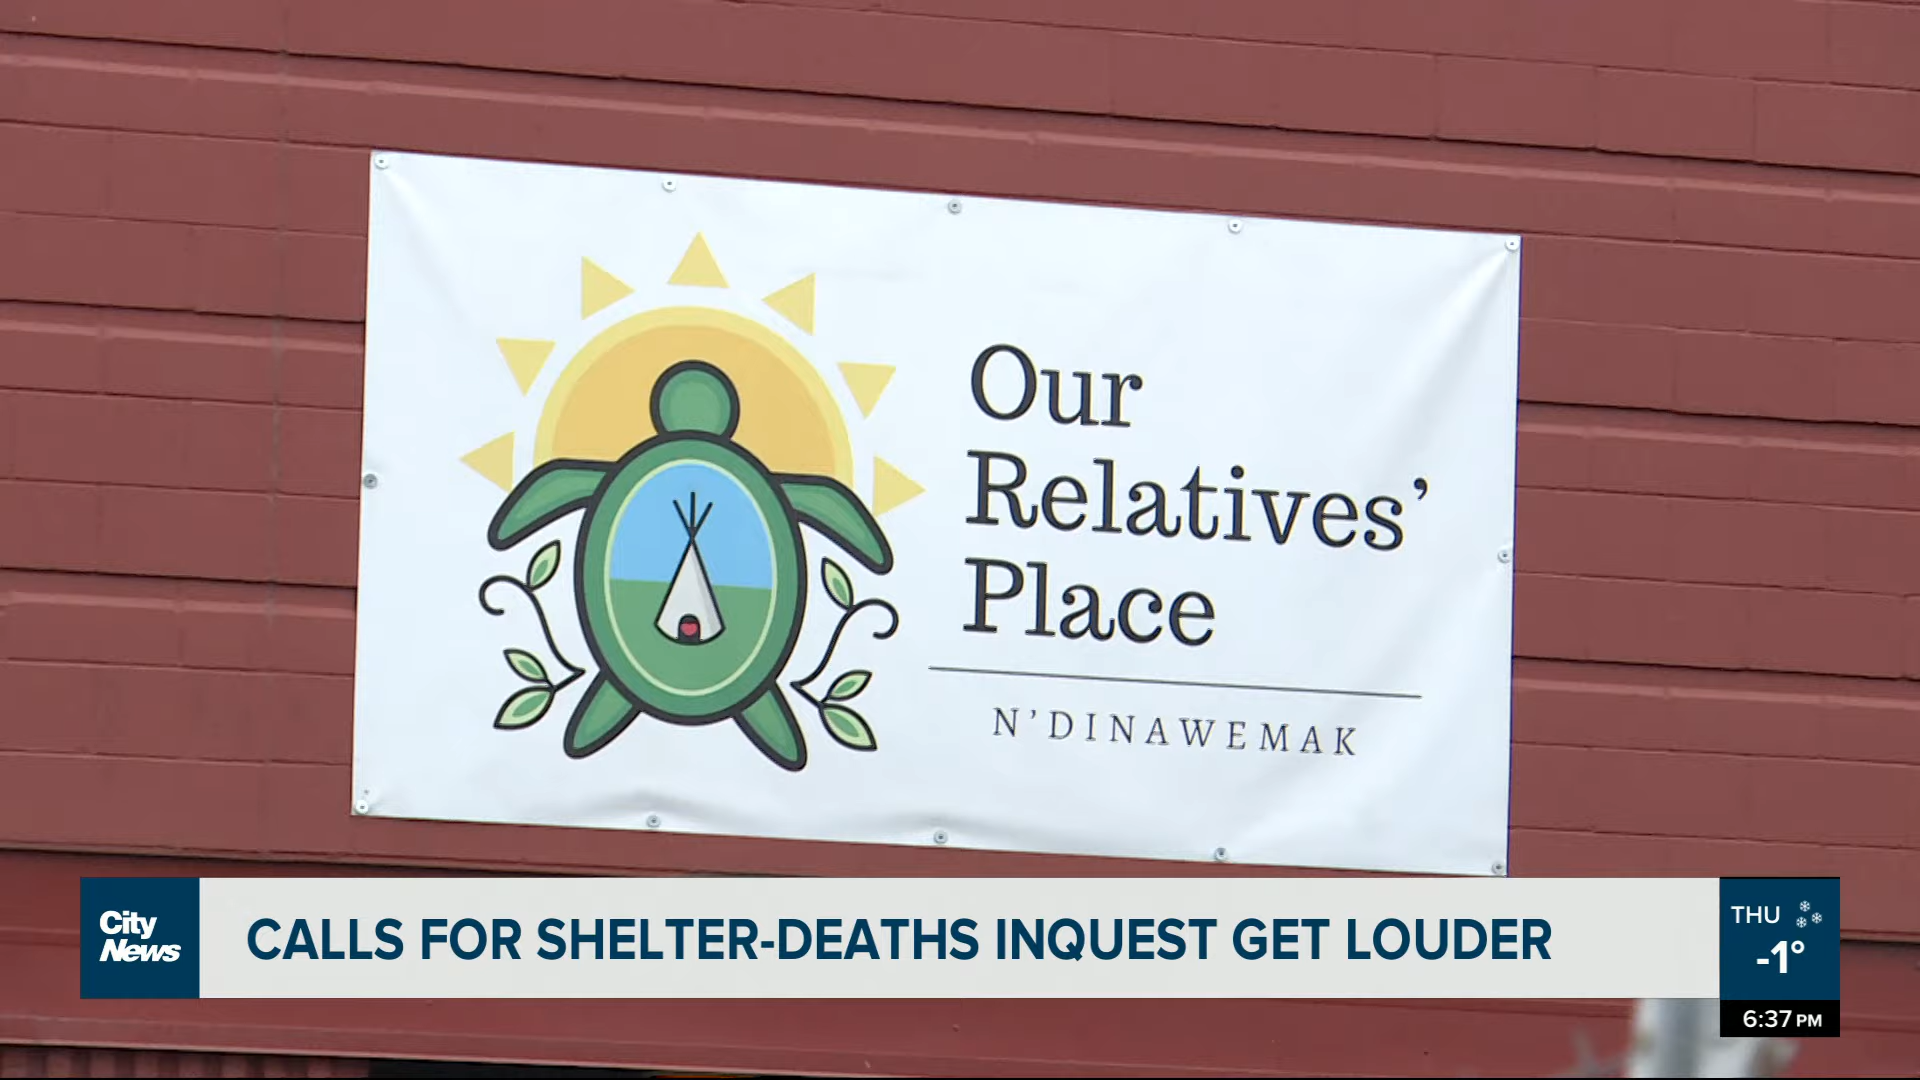 Our
Relatives’
Place
N’DINAWEMAK
City
News
CALLS FOR SHELTER-DEATHS INQUEST GET LOUDER
THU
-1°
6:37 PM